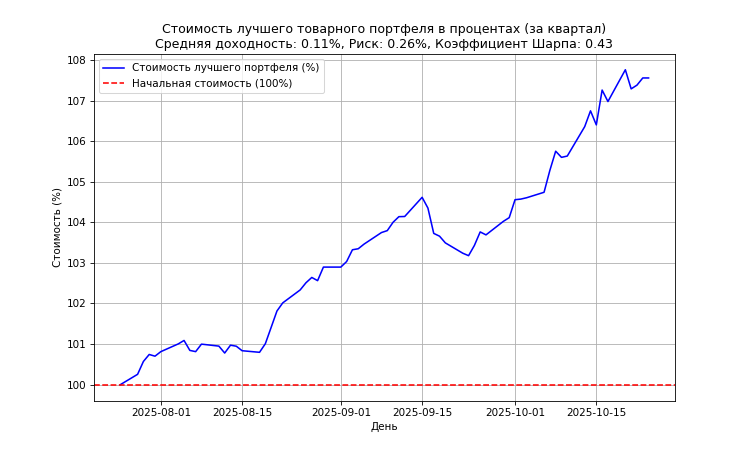 Стоимость лучшего товарного портфеля в процентах (за квартал)
Средняя доходность: 0.11%, Риск: 0.26%, Коэффициент Шарпа: 0.43
Стоимость лучшего портфеля (%)
Начальная стоимость (100%)
Стоимость (%)
108
107
106
105
104
103
102
101
100
2025-08-01
2025-08-15
2025-09-01
2025-09-15
2025-10-01
2025-10-15
День